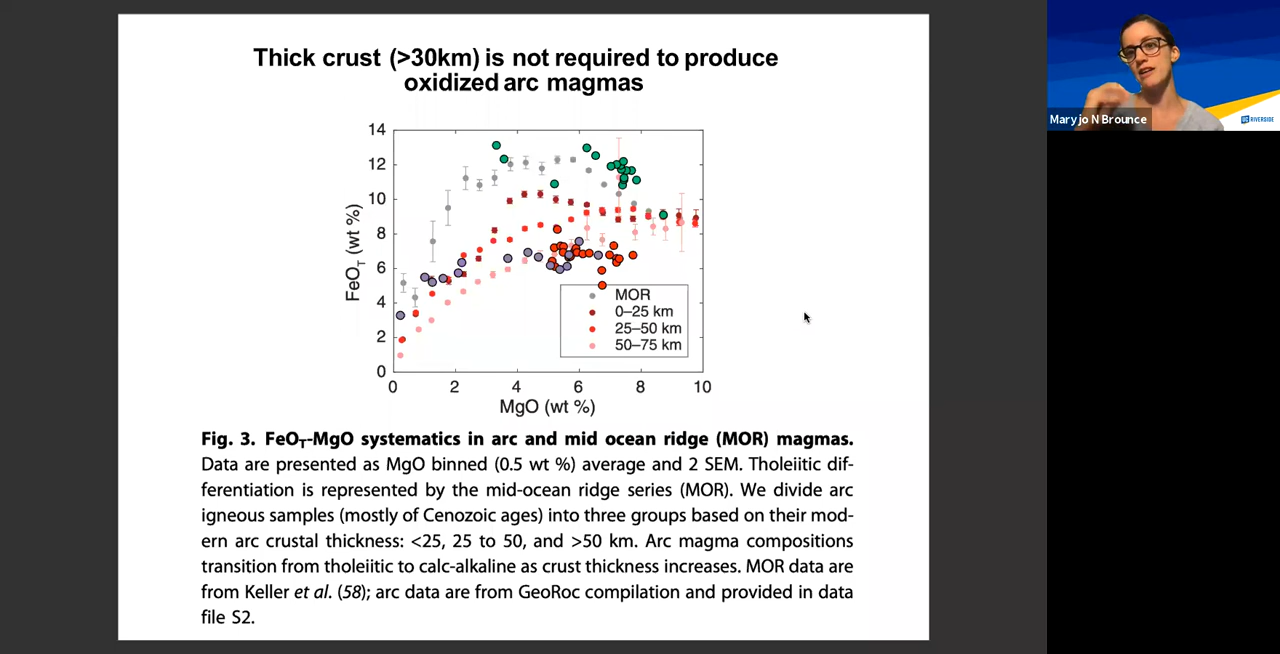 Thick crust (>30km) is not required to produce
oxidized arc magmas
14
12
10
8
6
4
2
0
FeOT (wt %)
MOR
0–25 km
25–50 km
50–75 km
0 2 4 6 8 10
MgO (wt %)
Fig. 3. FeOT-MgO systematics in arc and mid ocean ridge (MOR) magmas.
Data are presented as MgO binned (0.5 wt %) average and 2 SEM. Tholeiitic dif-
ferentiation is represented by the mid-ocean ridge series (MOR). We divide arc
igneous samples (mostly of Cenozoic ages) into three groups based on their mod-
ern arc crustal thickness: <25, 25 to 50, and >50 km. Arc magma compositions
transition from tholeiitic to calc-alkaline as crust thickness increases. MOR data are
from Keller et al. (58); arc data are from GeoRoc compilation and provided in data
file S2.
Maryjo N Brounce
RIVERSIDE